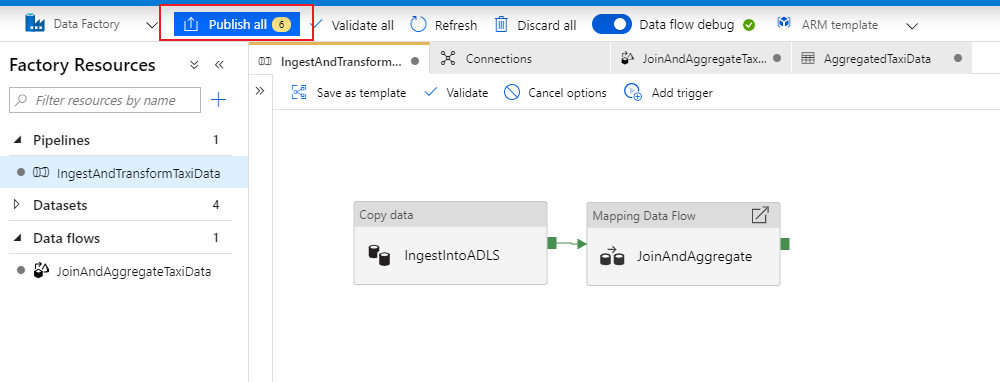 Data Factory
Publish all 6
Validate all
Refresh
Discard all
Data flow debug
ARM template
Factory Resources
Filter resources by name
Pipelines 1
IngestAndTransformTaxiData
Datasets 4
Data flows 1
JoinAndAggregateTaxiData
IngestAndTransform...
Connections
JoinAndAggregateTax...
AggregatedTaxiData
Save as template
Validate
Cancel options
Add trigger
Copy data
IngestIntoADLS
Mapping Data Flow
JoinAndAggregate